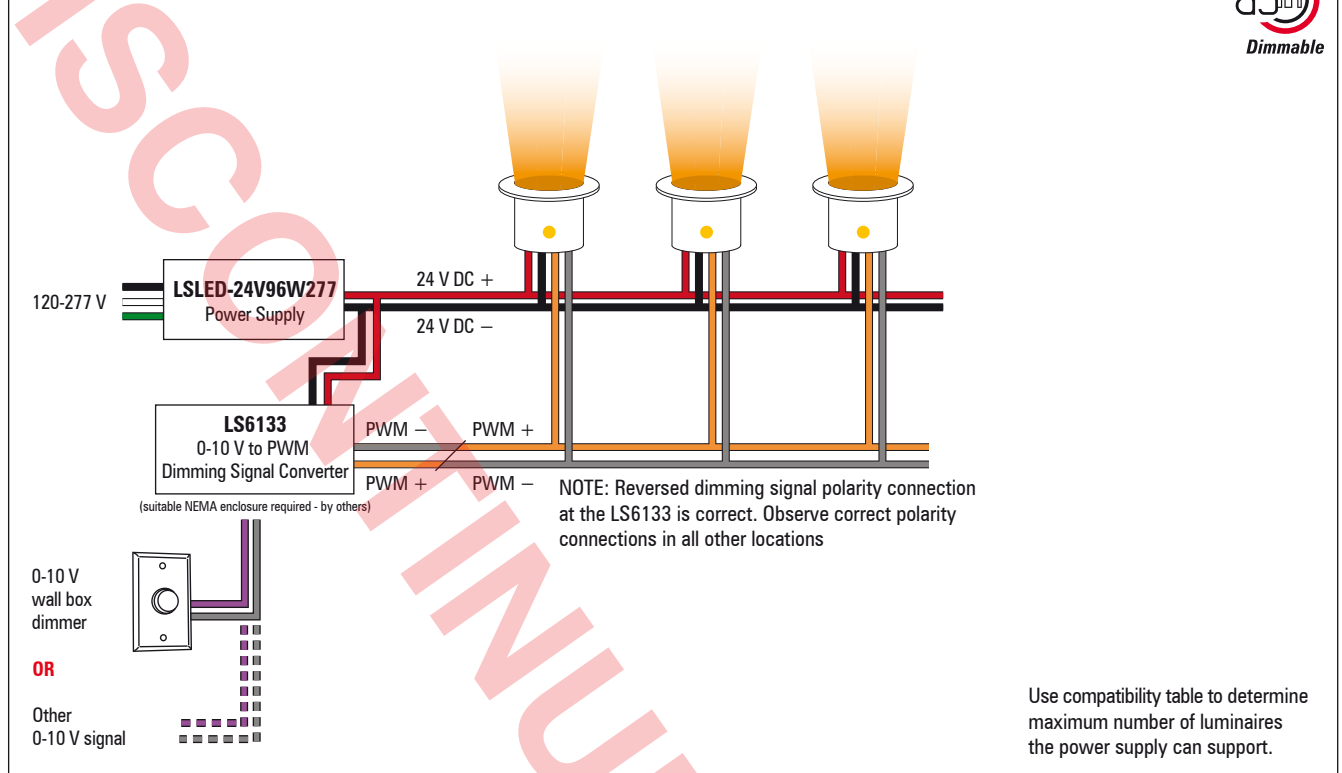 Dimmable
120-277 V
LSLED-24V96W277
Power Supply
24 V DC +
24 V DC −
LS6133
0-10 V to PWM
Dimming Signal Converter
(suitable NEMA enclosure required - by others)
PWM − PWM +
PWM + PWM −
NOTE: Reversed dimming signal polarity connection
at the LS6133 is correct. Observe correct polarity
connections in all other locations
0-10 V
wall box
dimmer
OR
Other
0-10 V signal
Use compatibility table to determine
maximum number of luminaires
the power supply can support.